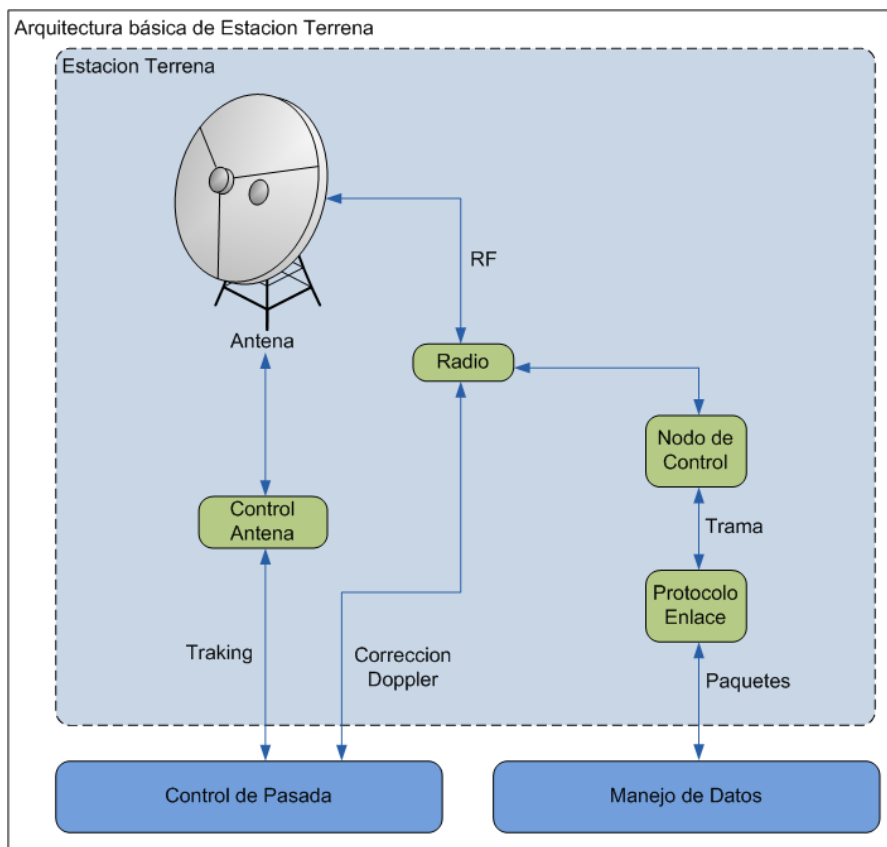 Arquitectura básica de Estacion Terrena
Estacion Terrena
RF
Antena
Radio
Nodo de
Control
Control
Antena
Trama
Protocolo
Enlace
Traking
Correccion
Doppler
Paquetes
Control de Pasada
Manejo de Datos